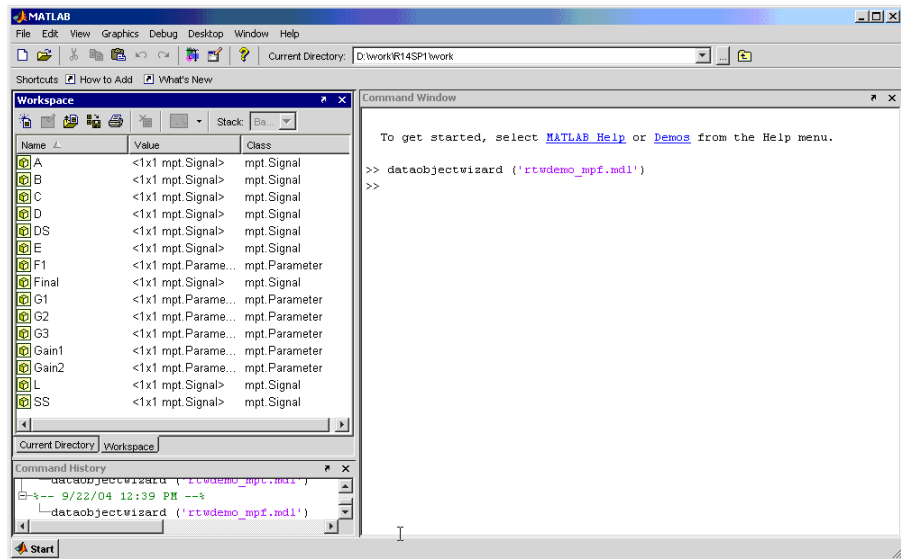 MATLAB
File Edit View Graphics Debug Desktop Window Help
Current Directory: D:\work\R14SP1\work
Shortcuts How to Add What's New
Workspace
Stack: Ba...
Name Value Class
A <1x1 mpt.Signal> mpt.Signal
B <1x1 mpt.Signal> mpt.Signal
C <1x1 mpt.Signal> mpt.Signal
D <1x1 mpt.Signal> mpt.Signal
DS <1x1 mpt.Signal> mpt.Signal
E <1x1 mpt.Signal> mpt.Signal
F1 <1x1 mpt.Parame... mpt.Parameter
Final <1x1 mpt.Signal> mpt.Signal
G1 <1x1 mpt.Parame... mpt.Parameter
G2 <1x1 mpt.Parame... mpt.Parameter
G3 <1x1 mpt.Parame... mpt.Parameter
Gain1 <1x1 mpt.Parame... mpt.Parameter
Gain2 <1x1 mpt.Parame... mpt.Parameter
L <1x1 mpt.Signal> mpt.Signal
SS <1x1 mpt.Signal> mpt.Signal
Current Directory Workspace
Command History
dataobjectwizard ('rtwdemo_mpf.mdl')
%-- 9/22/04 12:39 PM --%
dataobjectwizard ('rtwdemo_mpf.mdl')
Command Window
To get started, select MATLAB Help or Demos from the Help menu.
>> dataobjectwizard ('rtwdemo_mpf.mdl')
>>
Start